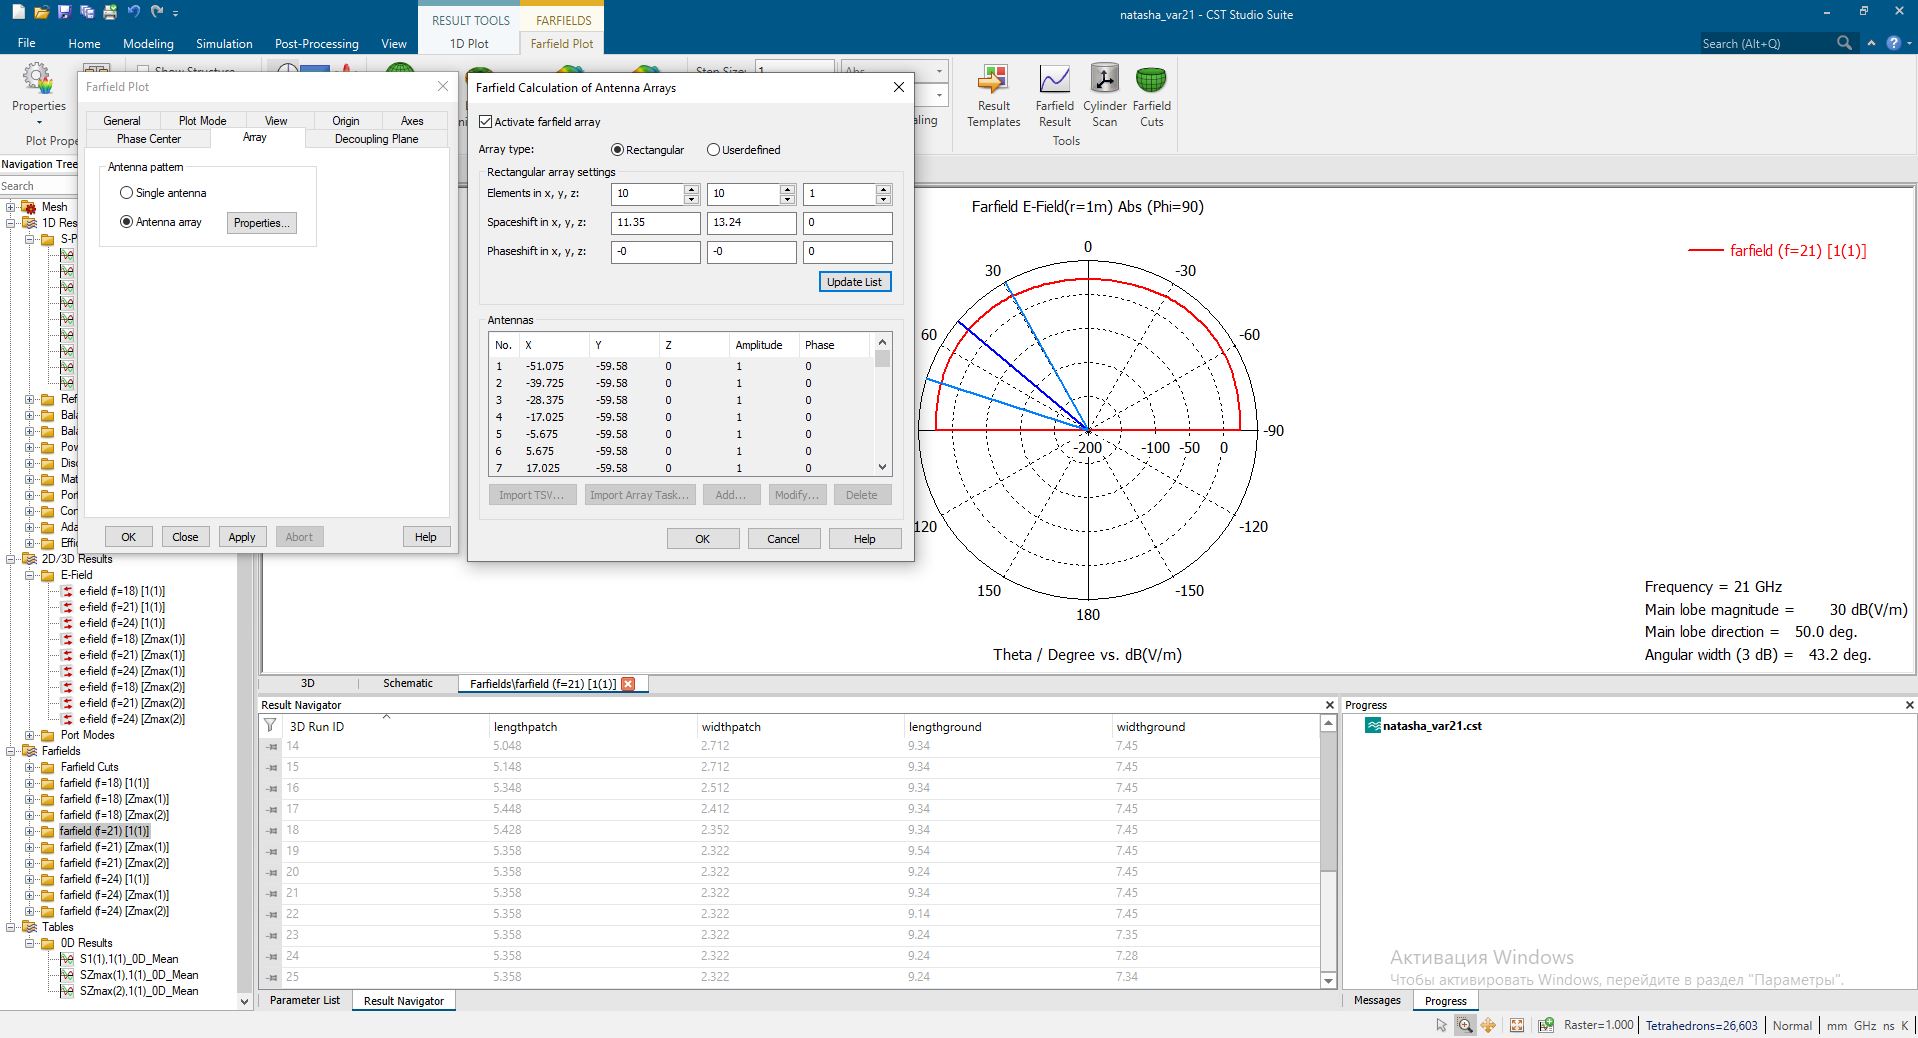 natasha_var21 - CST Studio Suite
RESULT TOOLS
FARFIELDS
File
Home
Modeling
Simulation
Post-Processing
View
1D Plot
Farfield Plot
Search (Alt+Q)
Properties
Result Templates
Farfield Result
Cylinder Scan
Farfield Cuts
Tools
Farfield Plot
General
Plot Mode
View
Origin
Axes
Phase Center
Array
Decoupling Plane
Antenna pattern
Single antenna
Antenna array
Properties...
OK
Close
Apply
Abort
Help
Farfield Calculation of Antenna Arrays
Activate farfield array
Array type:
Rectangular
Userdefined
Rectangular array settings
Elements in x, y, z: 10 10 1
Spaceshift in x, y, z: 11.35 13.24 0
Phaseshift in x, y, z: -0 -0 0
Update List
Antennas
No. X Y Z Amplitude Phase
1 -51.075 -59.58 0 1 0
2 -39.725 -59.58 0 1 0
3 -28.375 -59.58 0 1 0
4 -17.025 -59.58 0 1 0
5 -5.675 -59.58 0 1 0
6 5.675 -59.58 0 1 0
7 17.025 -59.58 0 1 0
Import TSV...
Import Array Task...
Add...
Modify...
Delete
OK
Cancel
Help
Navigation Tree
Search
Mesh
2D/3D Results
E-Field
e-field (f=18) [1(1)]
e-field (f=21) [1(1)]
e-field (f=24) [1(1)]
e-field (f=18) [Zmax(1)]
e-field (f=21) [Zmax(1)]
e-field (f=24) [Zmax(1)]
e-field (f=18) [Zmax(2)]
e-field (f=21) [Zmax(2)]
e-field (f=24) [Zmax(2)]
Port Modes
Farfields
Farfield Cuts
farfield (f=18) [1(1)]
farfield (f=18) [Zmax(1)]
farfield (f=18) [Zmax(2)]
farfield (f=21) [1(1)]
farfield (f=21) [Zmax(1)]
farfield (f=21) [Zmax(2)]
farfield (f=24) [1(1)]
farfield (f=24) [Zmax(1)]
farfield (f=24) [Zmax(2)]
Tables
0D Results
S1(1),1(1)_0D_Mean
SZmax(1),1(1)_0D_Mean
SZmax(2),1(1)_0D_Mean
Farfield E-Field(r=1m) Abs (Phi=90)
farfield (f=21) [1(1)]
0
30
-30
60
-60
-90
-200
-100
-50
0
120
-120
150
-150
180
Theta / Degree vs. dB(V/m)
Frequency = 21 GHz
Main lobe magnitude = 30 dB(V/m)
Main lobe direction = 50.0 deg.
Angular width (3 dB) = 43.2 deg.
3D
Schematic
Farfields\farfield (f=21) [1(1)]
Result Navigator
3D Run ID lengthpatch widthpatch lengthground widthground
14 5.048 2.712 9.34 7.45
15 5.148 2.712 9.34 7.45
16 5.348 2.512 9.34 7.45
17 5.448 2.412 9.34 7.45
18 5.428 2.352 9.34 7.45
19 5.358 2.322 9.54 7.45
20 5.358 2.322 9.24 7.45
21 5.358 2.322 9.34 7.45
22 5.358 2.322 9.14 7.45
23 5.358 2.322 9.24 7.35
24 5.358 2.322 9.24 7.28
25 5.358 2.322 9.24 7.34
Parameter List
Result Navigator
Progress
natasha_var21.cst
Активация Windows
Чтобы активировать Windows, перейдите в раздел "Параметры".
Messages
Progress
Raster=1.000
Tetrahedrons=26,603
Normal
mm GHz ns K